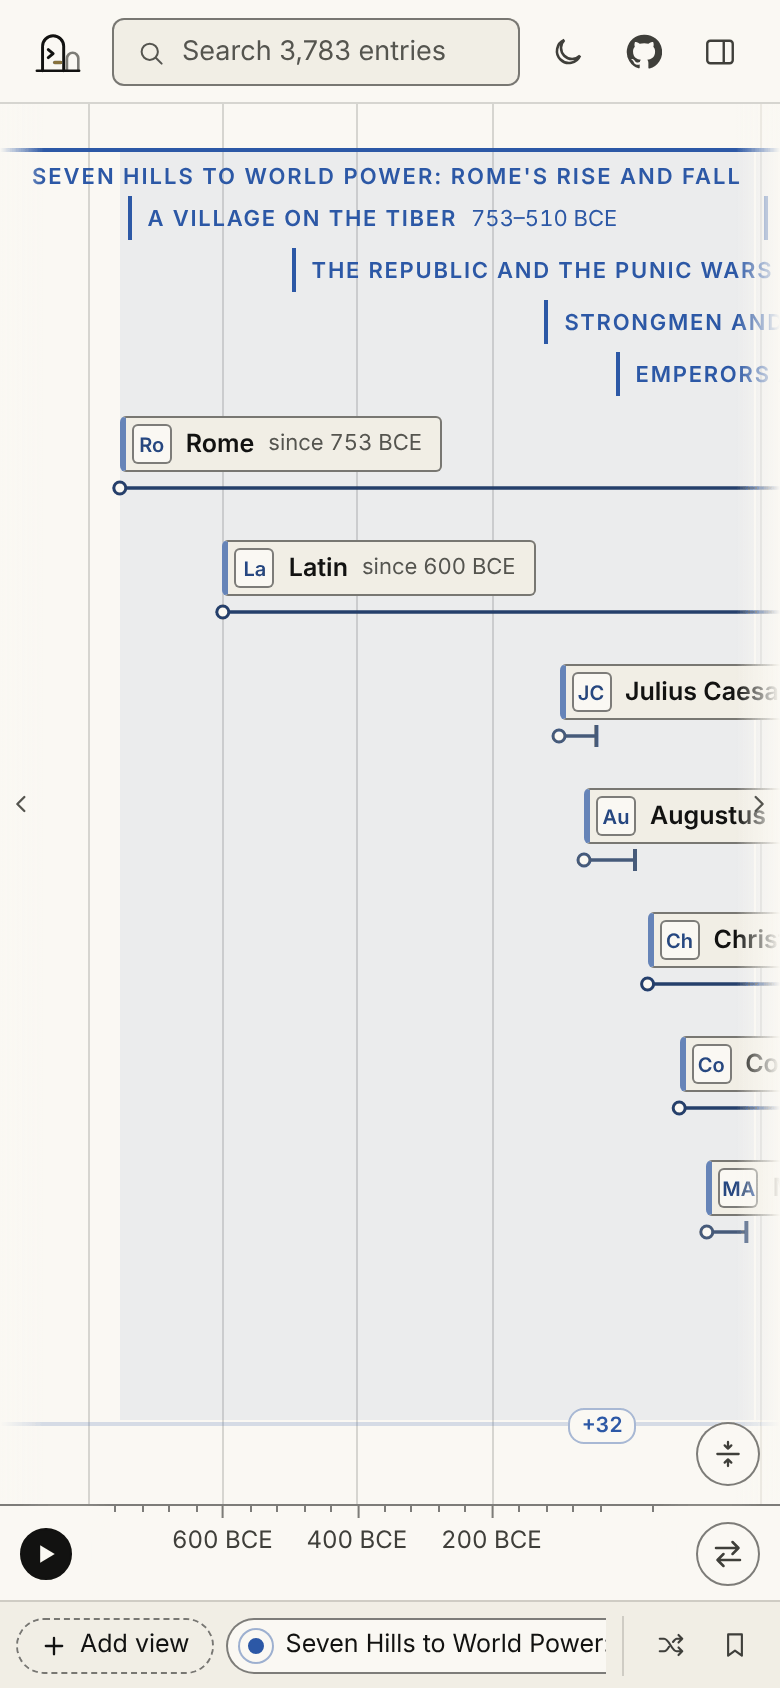 Search 3,783 entries
SEVEN HILLS TO WORLD POWER: ROME'S RISE AND FALL
A VILLAGE ON THE TIBER 753–510 BCE
THE REPUBLIC AND THE PUNIC WARS
STRONGMEN AND
EMPERORS
Ro Rome since 753 BCE
La Latin since 600 BCE
JC Julius Caesa
Au Augustus
Ch Chris
Co Co
MA
+32
600 BCE 400 BCE 200 BCE
Add view Seven Hills to World Power: